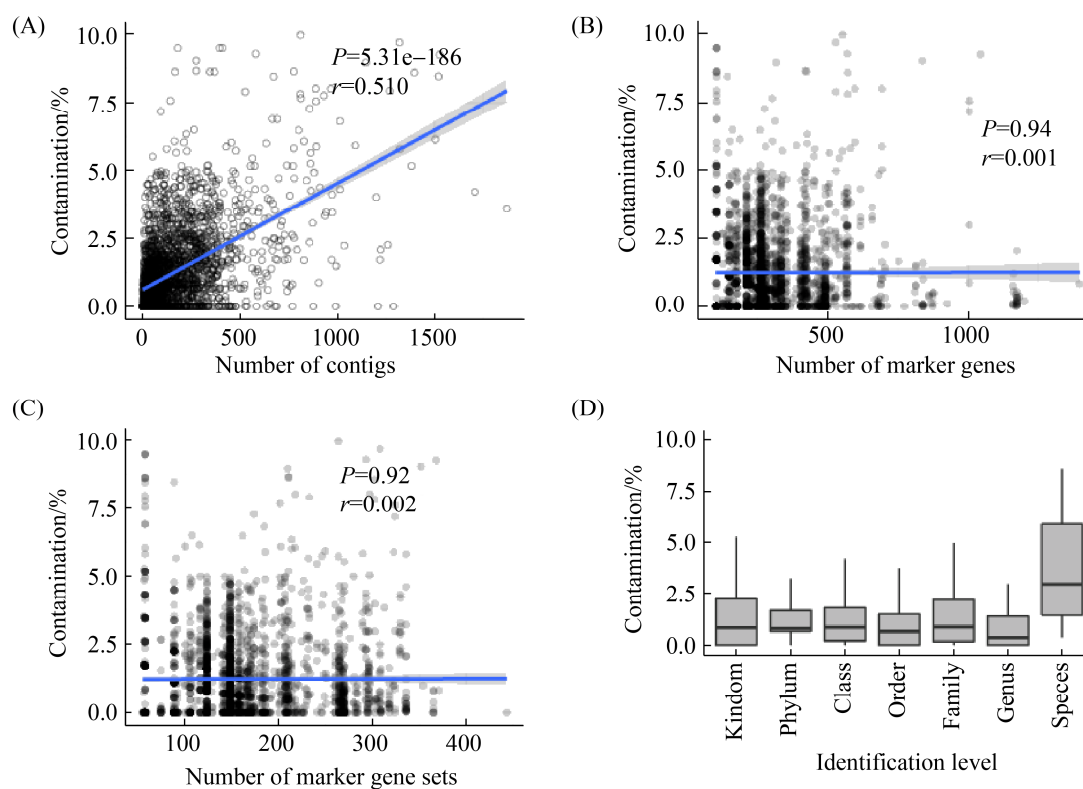 (A)
Contamination/%
10.0
7.5
5.0
2.5
0.0
P=5.31e−186
r=0.510
0
500
1000
1500
Number of contigs
(B)
Contamination/%
10.0
7.5
5.0
2.5
0.0
P=0.94
r=0.001
500
1000
Number of marker genes
(C)
Contamination/%
10.0
7.5
5.0
2.5
0.0
P=0.92
r=0.002
100
200
300
400
Number of marker gene sets
(D)
Contamination/%
10.0
7.5
5.0
2.5
0.0
Kindom
Phylum
Class
Order
Family
Genus
Speces
Identification level